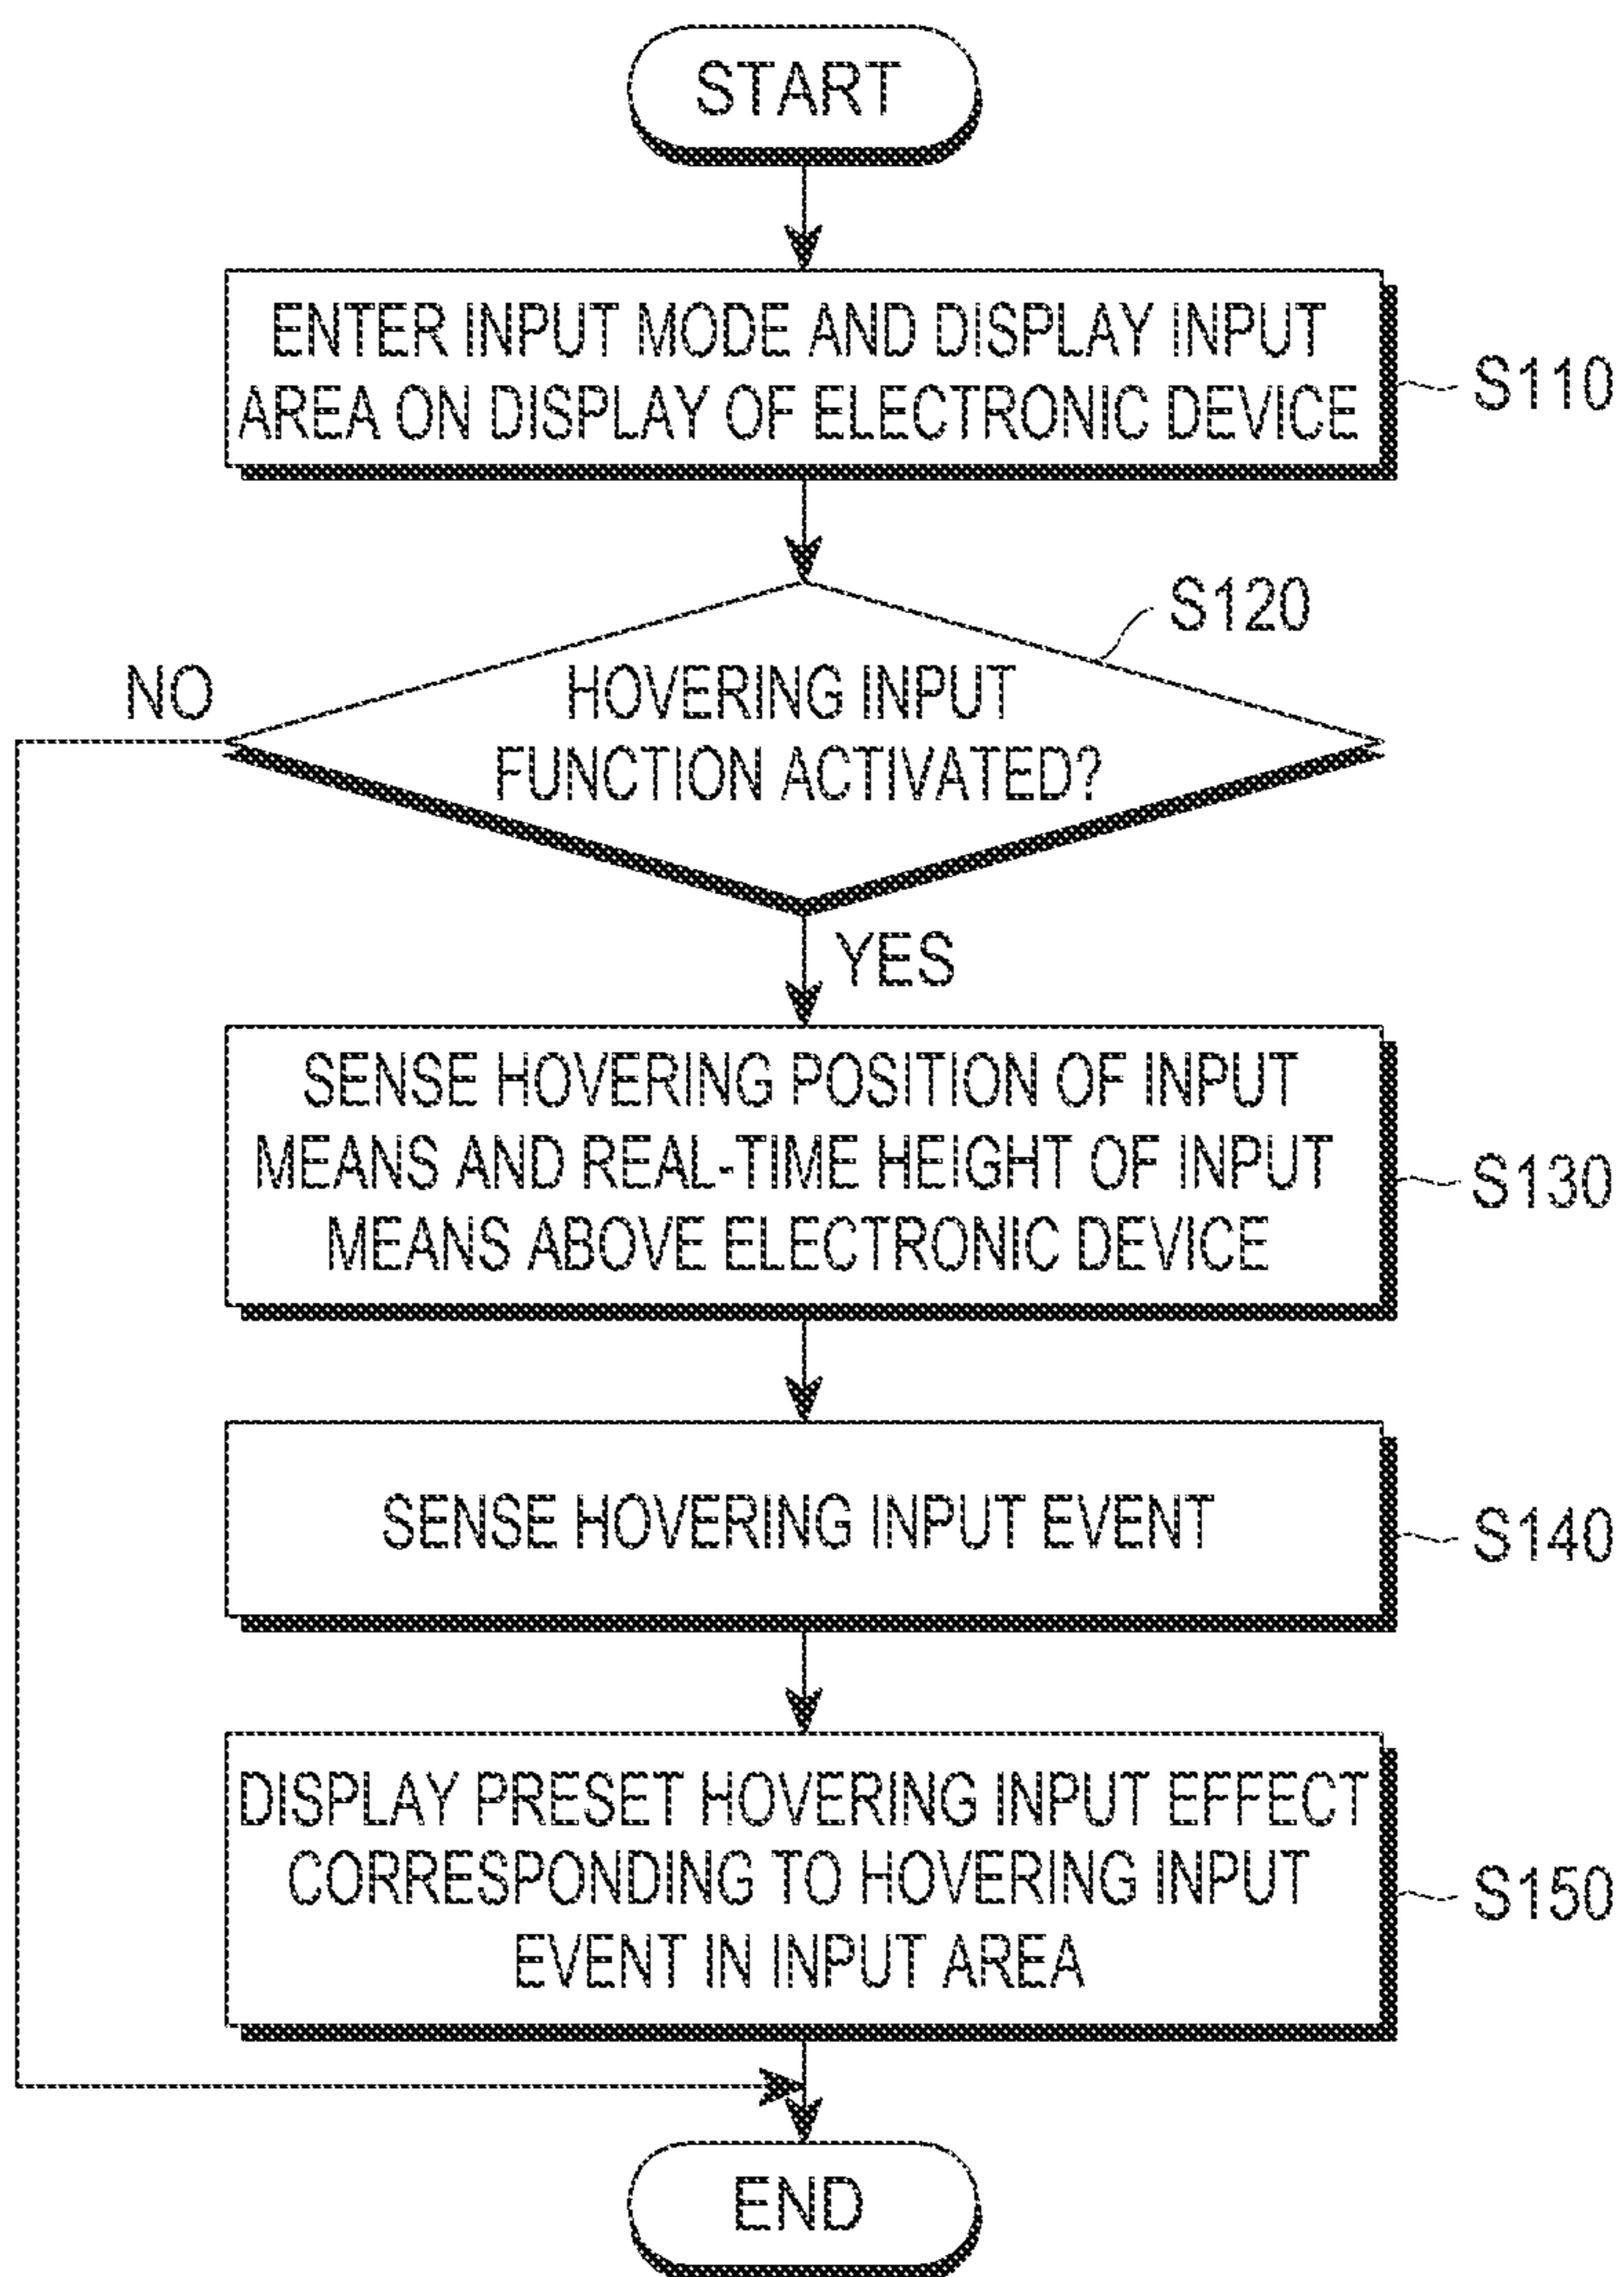 START
ENTER INPUT MODE AND DISPLAY INPUT
AREA ON DISPLAY OF ELECTRONIC DEVICE
S110
S120
NO
HOVERING INPUT
FUNCTION ACTIVATED?
YES
SENSE HOVERING POSITION OF INPUT
MEANS AND REAL-TIME HEIGHT OF INPUT
MEANS ABOVE ELECTRONIC DEVICE
S130
SENSE HOVERING INPUT EVENT
S140
DISPLAY PRESET HOVERING INPUT EFFECT
CORRESPONDING TO HOVERING INPUT
EVENT IN INPUT AREA
S150
END